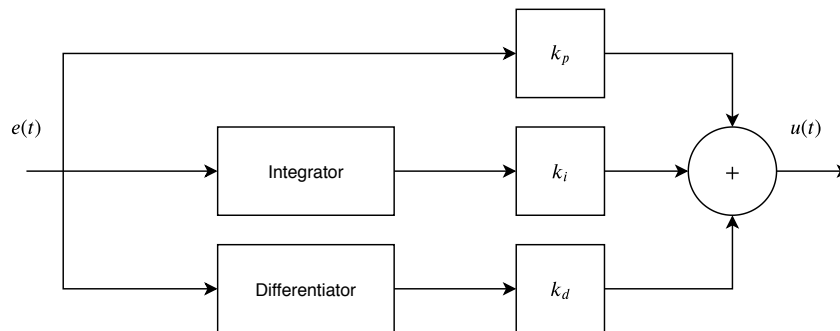 k_p
e(t)
Integrator
k_i
+
u(t)
Differentiator
k_d